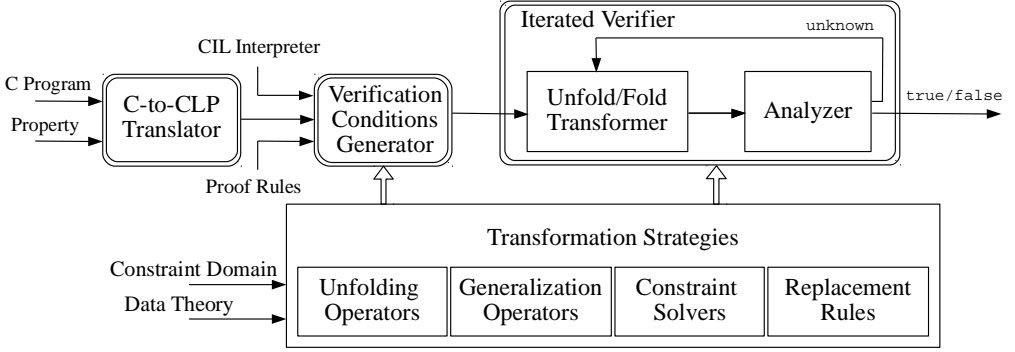 Iterated Verifier
unknown
CIL Interpreter
C Program
Property
C-to-CLP
Translator
Verification
Conditions
Generator
Unfold/Fold
Transformer
Analyzer
true/false
Proof Rules
Transformation Strategies
Constraint Domain
Data Theory
Unfolding
Operators
Generalization
Operators
Constraint
Solvers
Replacement
Rules